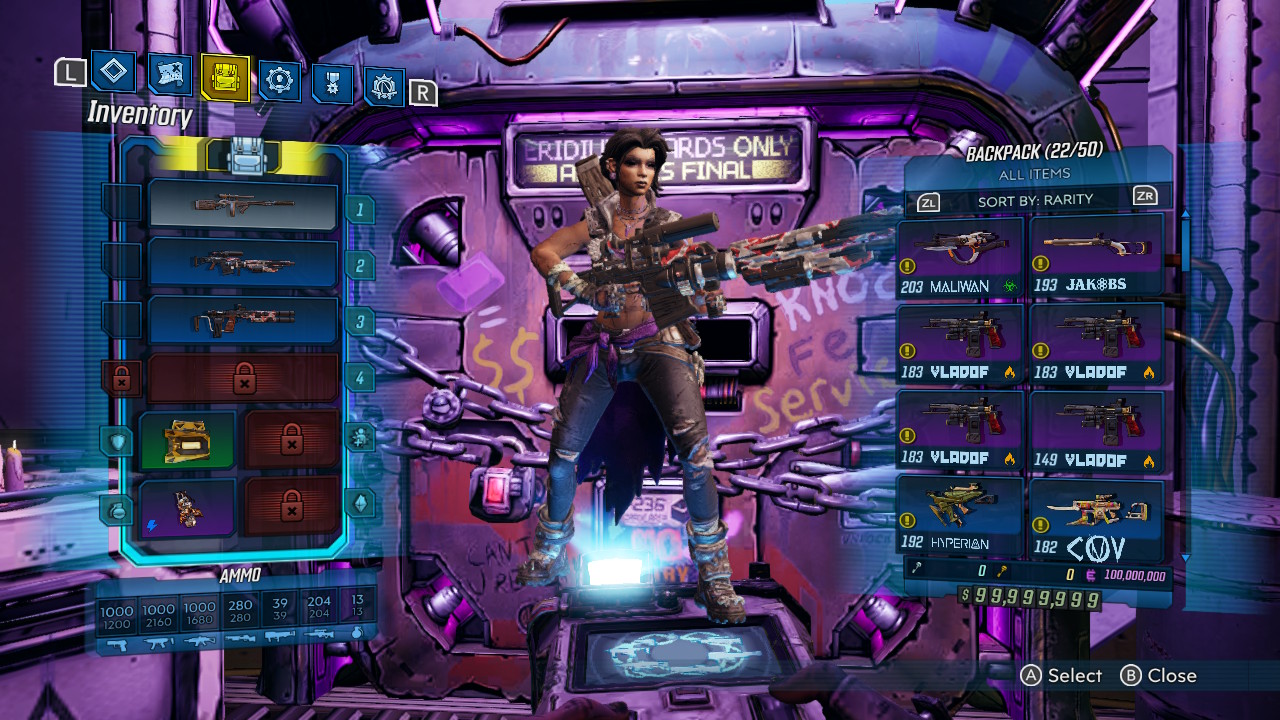 L
R
Inventory
BACKPACK (22/50)
ALL ITEMS
ZL
SORT BY: RARITY
ZR
ONLY
FINAL
1
2
3
4
203 MALIWAN
193 JAKOBS
183 VLADOF
183 VLADOF
183 VLADOF
149 VLADOF
192 HYPERION
182 COV
0
0
100,000,000
$99,999,999
$$
Fe
Servi
236
AMMO
1000 1000 1000 280 39 204 13
1200 2160 1680 280 39 204 13
A Select
B Close